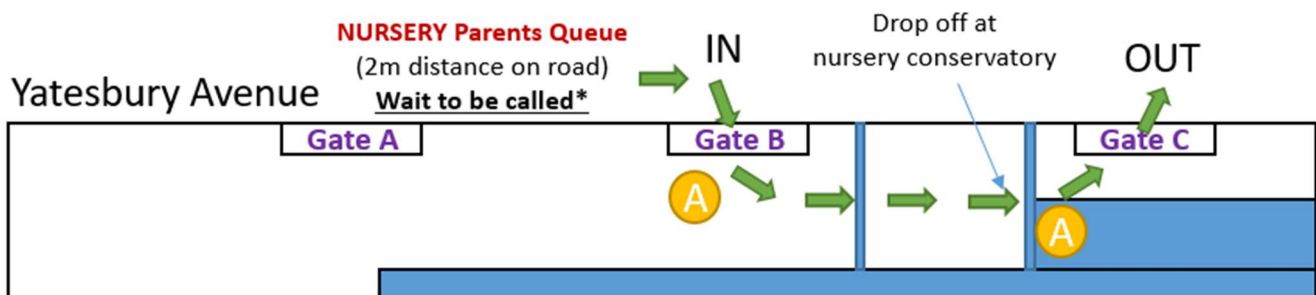 Yatesbury Avenue
NURSERY Parents Queue
(2m distance on road)
Wait to be called*
IN
Drop off at
nursery conservatory
OUT
Gate A
Gate B
Gate C
A
A